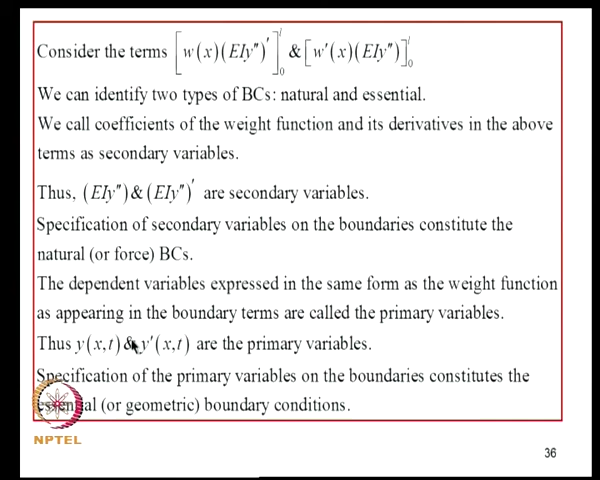 Consider the terms [w(x)(EIy″)′]₀ˡ & [w′(x)(EIy″)]₀ˡ
We can identify two types of BCs: natural and essential.
We call coefficients of the weight function and its derivatives in the above
terms as secondary variables.
Thus, (EIy″) & (EIy″)′ are secondary variables.
Specification of secondary variables on the boundaries constitute the
natural (or force) BCs.
The dependent variables expressed in the same form as the weight function
as appearing in the boundary terms are called the primary variables.
Thus y(x,t) & y′(x,t) are the primary variables.
Specification of the primary variables on the boundaries constitutes the
essential (or geometric) boundary conditions.
NPTEL
36